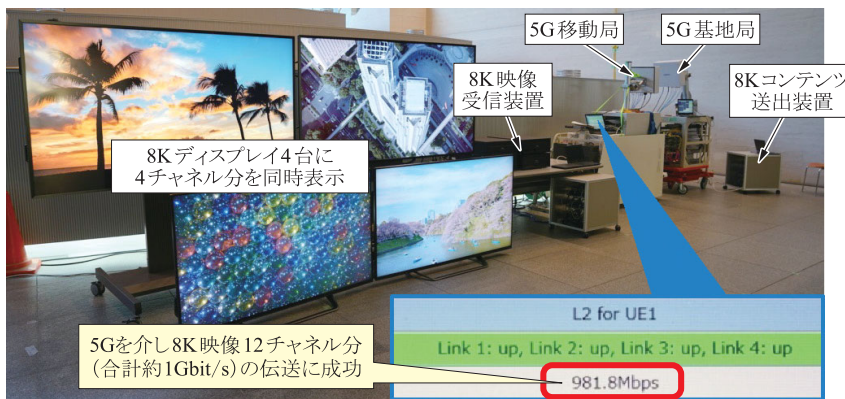 5G移動局
5G基地局
8K映像
受信装置
8Kコンテンツ
送出装置
8Kディスプレイ4台に
4チャネル分を同時表示
L2 for UE1
Link 1: up, Link 2: up, Link 3: up, Link 4: up
981.8Mbps
5Gを介し8K映像12チャネル分
（合計約1Gbit/s）の伝送に成功